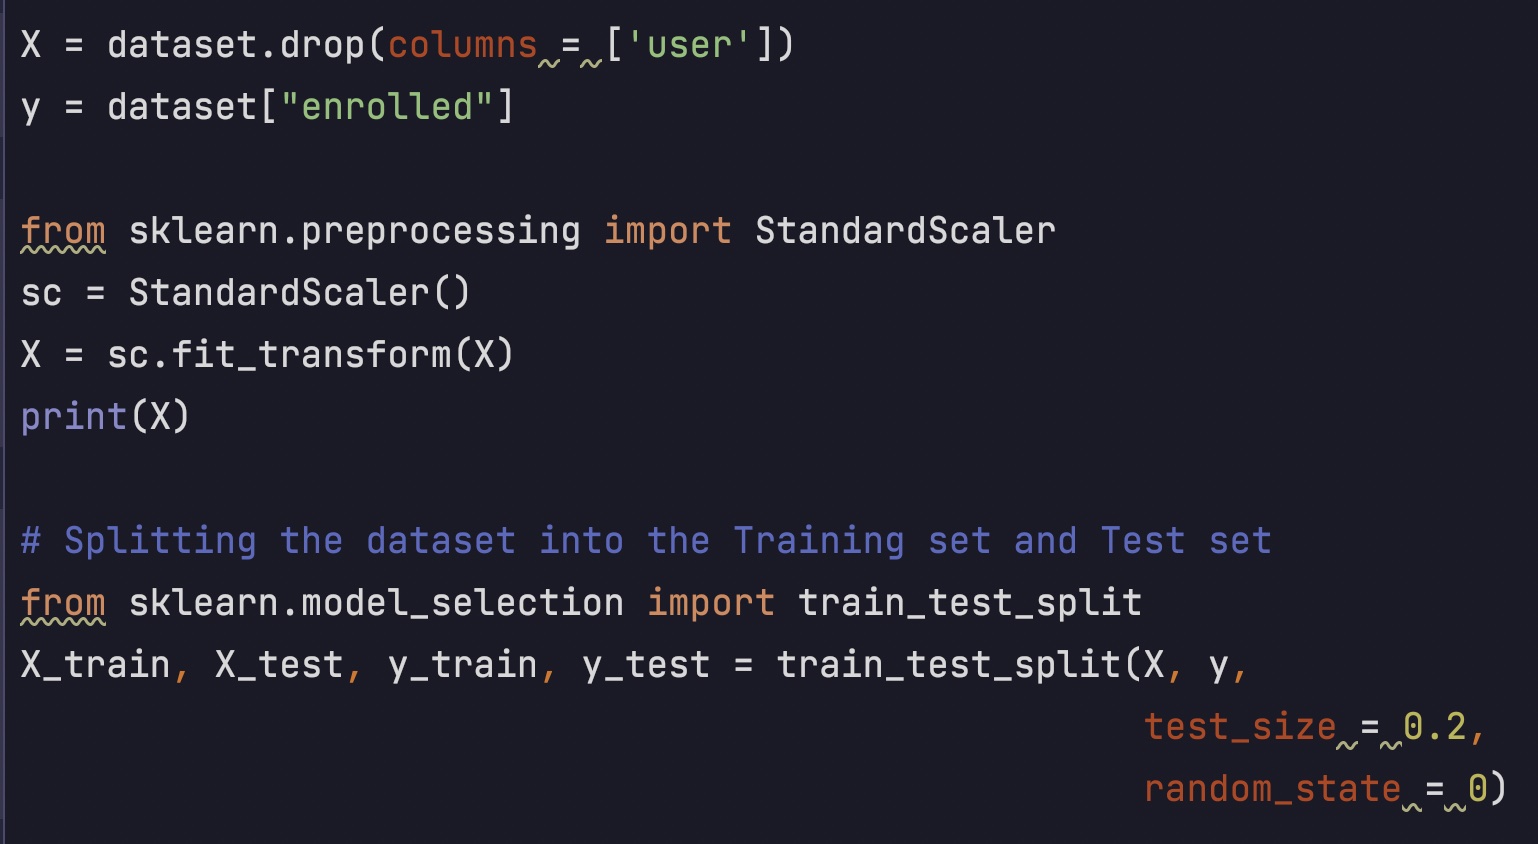 X = dataset.drop(columns = ['user'])
y = dataset["enrolled"]
from sklearn.preprocessing import StandardScaler
sc = StandardScaler()
X = sc.fit_transform(X)
print(X)
# Splitting the dataset into the Training set and Test set
from sklearn.model_selection import train_test_split
X_train, X_test, y_train, y_test = train_test_split(X, y,
test_size = 0.2,
random_state = 0)